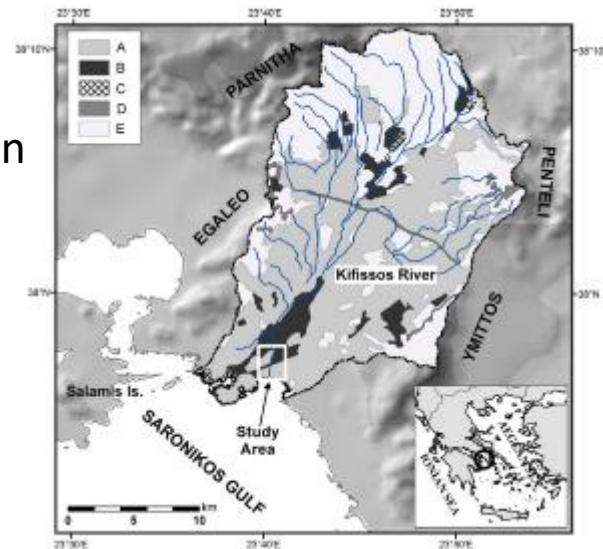 23°30'E
23°40'E
23°50'E
38°10'N
38°10'N
A
B
C
D
E
PARNITHA
n
PENTELI
EGALEO
Kifissos River
38°N
38°N
YMITTOS
Salamis Is.
SARONIKOS GULF
Study
Area
IONIAN SEA
AEGEAN
km
0 5 10
23°30'E
23°40'E
23°50'E